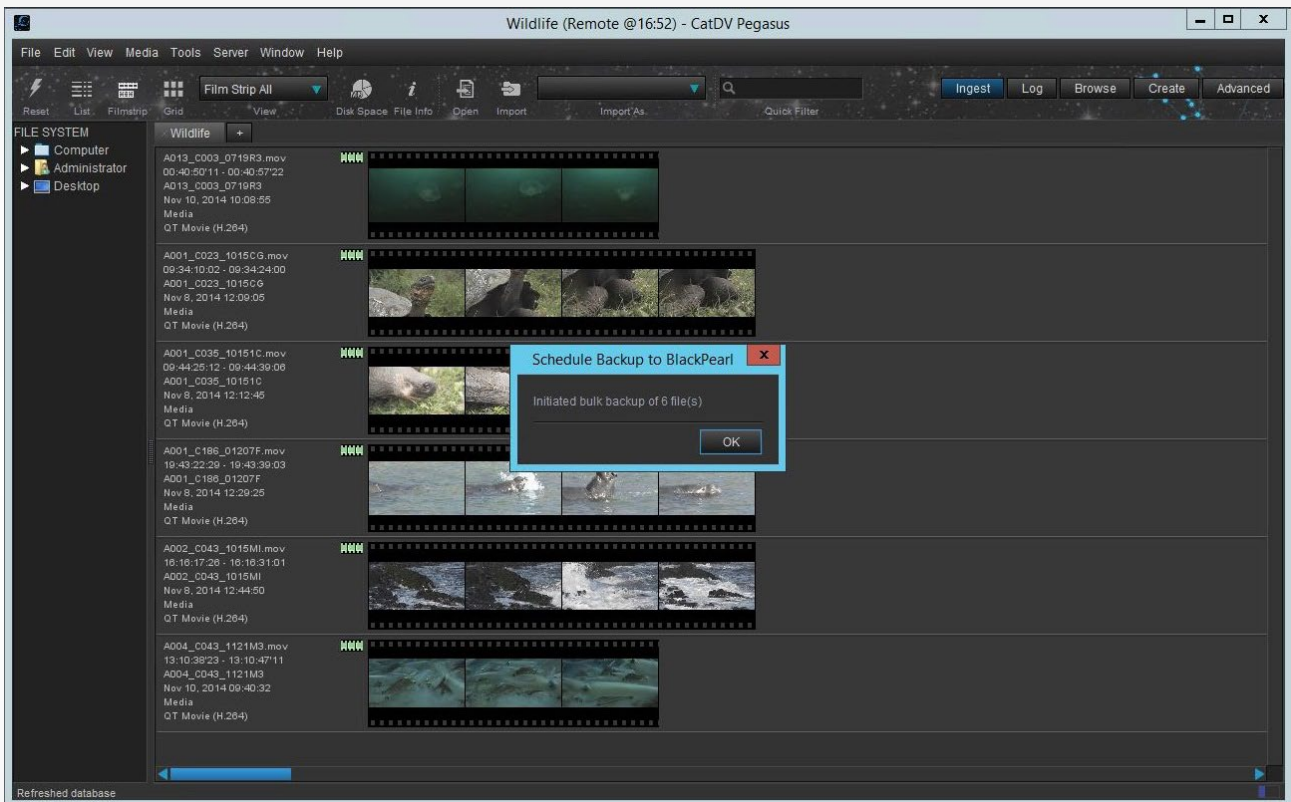 Wildlife (Remote @16:52) - CatDV Pegasus
File Edit View Media Tools Server Window Help
Film Strip All
Ingest Log Browse Create Advanced
Reset List Filmstrip Grid View Disk Space File Info Open Import Import As Quick Filter
FILE SYSTEM
Computer
Administrator
Desktop
Wildlife +
A013_C003_0719R3.mov
00:40:50'11 - 00:40:57'22
A013_C003_0719R3
Nov 10, 2014 10:08:55
Media
QT Movie (H.264)
A001_C023_1015CG.mov
09:34:10:02 - 09:34:24:00
A001_C023_1015CG
Nov 8, 2014 12:09:05
Media
QT Movie (H.264)
A001_C035_10151C.mov
09:44:25:12 - 09:44:39:06
A001_C035_10151C
Nov 8, 2014 12:12:46
Media
QT Movie (H.264)
Schedule Backup to BlackPearl
Initiated bulk backup of 6 file(s)
OK
A001_C186_01207F.mov
19:43:22:29 - 19:43:39:03
A001_C186_01207F
Nov 8, 2014 12:29:25
Media
QT Movie (H.264)
A002_C043_1015MI.mov
16:16:17:26 - 16:16:31:01
A002_C043_1015MI
Nov 8, 2014 12:44:50
Media
QT Movie (H.264)
A004_C043_1121M3.mov
13:10:38'23 - 13:10:47'11
A004_C043_1121M3
Nov 10, 2014 09:40:32
Media
QT Movie (H.264)
Refreshed database